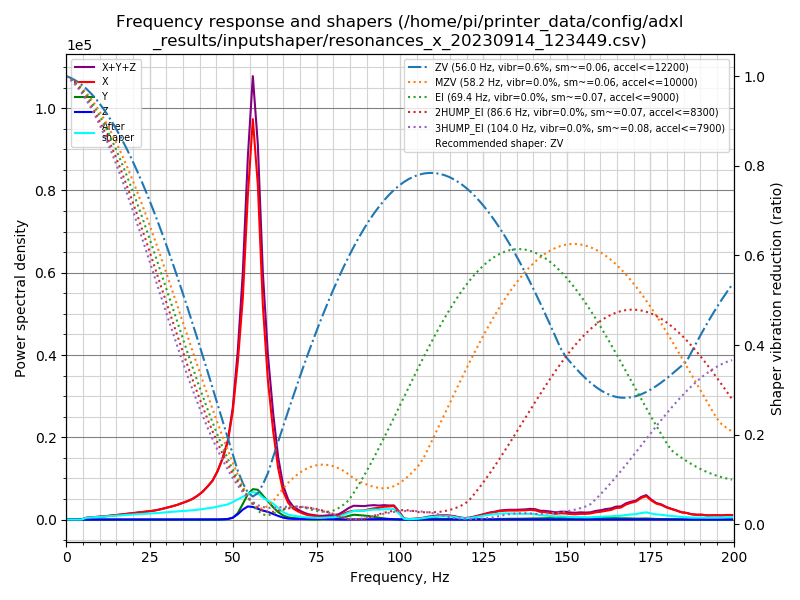 Frequency response and shapers (/home/pi/printer_data/config/adxl
_results/inputshaper/resonances_x_20230914_123449.csv)
1e5
X+Y+Z
X
Y
Z
After
shaper
ZV (56.0 Hz, vibr=0.6%, sm~=0.06, accel<=12200)
MZV (58.2 Hz, vibr=0.0%, sm~=0.06, accel<=10000)
EI (69.4 Hz, vibr=0.0%, sm~=0.07, accel<=9000)
2HUMP_EI (86.6 Hz, vibr=0.0%, sm~=0.07, accel<=8300)
3HUMP_EI (104.0 Hz, vibr=0.0%, sm~=0.08, accel<=7900)
Recommended shaper: ZV
Power spectral density
1.0
0.8
0.6
0.4
0.2
0.0
1.0
0.8
0.6
0.4
0.2
0.0
Shaper vibration reduction (ratio)
0 25 50 75 100 125 150 175 200
Frequency, Hz